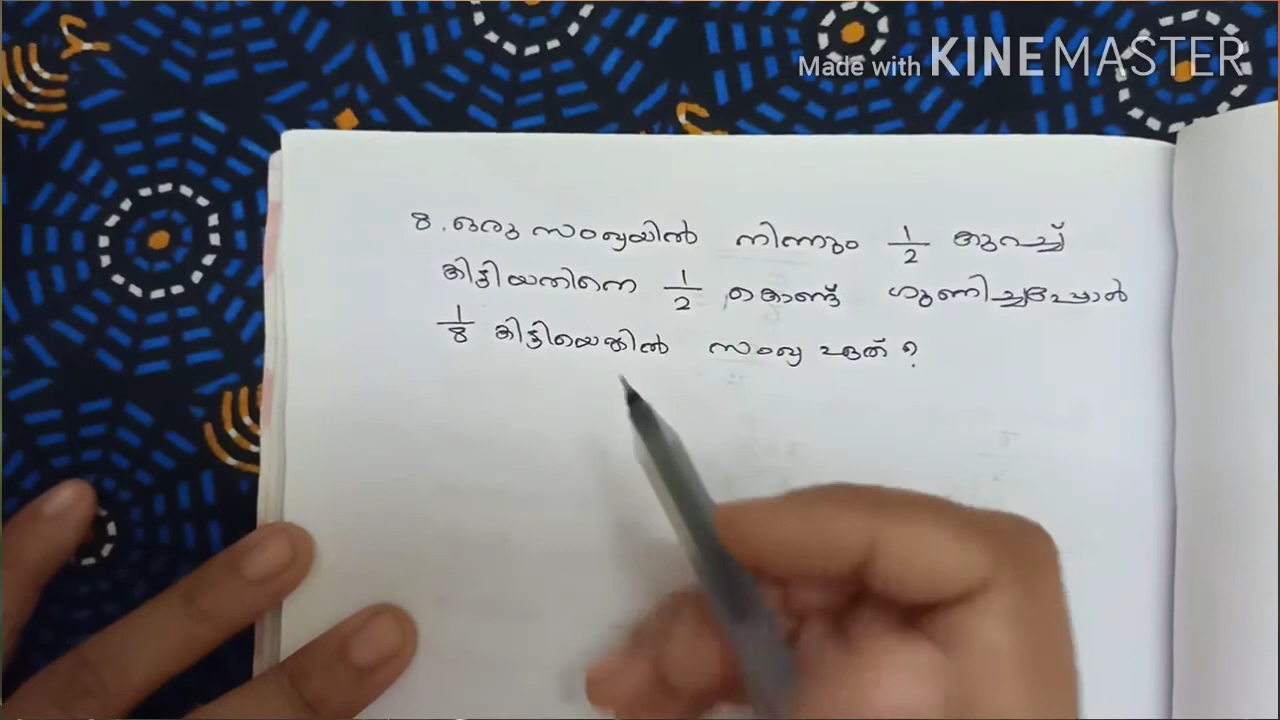 Made with KINEMASTER
8. ഒരു സംഖ്യയിൽ നിന്നും 1/2 കുറച്ച്
കിട്ടിയതിനെ 1/2 കൊണ്ട് ഗുണിച്ചപ്പോൾ
1/8 കിട്ടിയെങ്കിൽ സംഖ്യ ഏത് ?